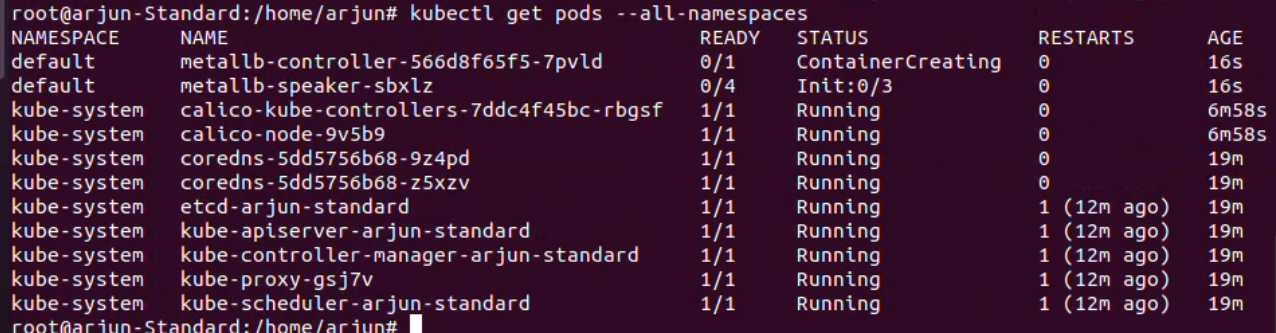 root@arjun-Standard:/home/arjun# kubectl get pods --all-namespaces
NAMESPACE     NAME                                       READY   STATUS              RESTARTS      AGE
default       metallb-controller-566d8f65f5-7pvld        0/1     ContainerCreating   0             16s
default       metallb-speaker-sbxlz                      0/4     Init:0/3            0             16s
kube-system   calico-kube-controllers-7ddc4f45bc-rbgsf   1/1     Running             0             6m58s
kube-system   calico-node-9v5b9                          1/1     Running             0             6m58s
kube-system   coredns-5dd5756b68-9z4pd                   1/1     Running             0             19m
kube-system   coredns-5dd5756b68-z5xzv                   1/1     Running             0             19m
kube-system   etcd-arjun-standard                        1/1     Running             1 (12m ago)   19m
kube-system   kube-apiserver-arjun-standard              1/1     Running             1 (12m ago)   19m
kube-system   kube-controller-manager-arjun-standard     1/1     Running             1 (12m ago)   19m
kube-system   kube-proxy-gsj7v                           1/1     Running             1 (12m ago)   19m
kube-system   kube-scheduler-arjun-standard              1/1     Running             1 (12m ago)   19m
root@arjun-Standard:/home/arjun#